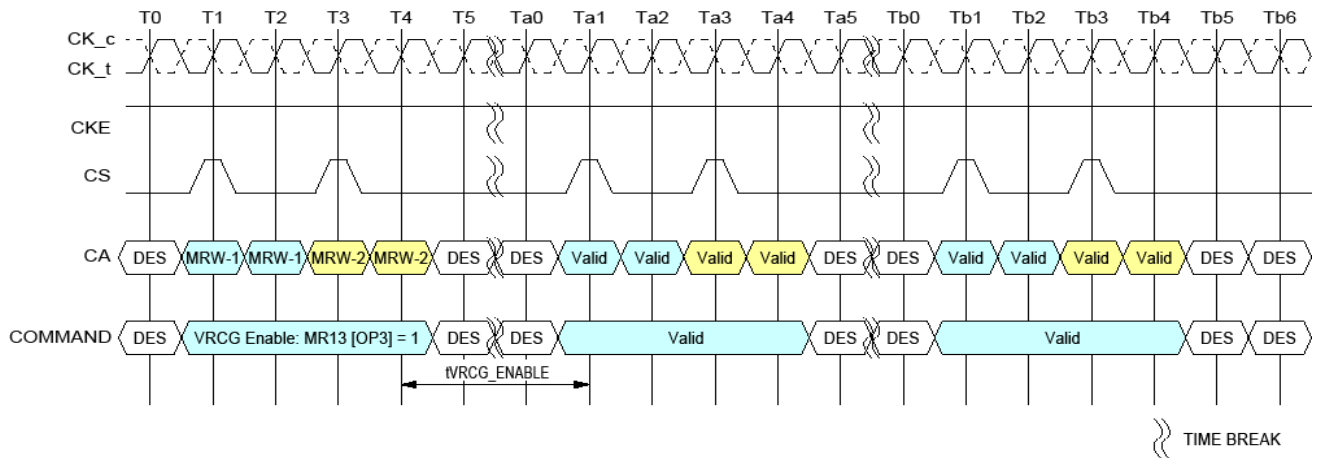 T0 T1 T2 T3 T4 T5 Ta0 Ta1 Ta2 Ta3 Ta4 Ta5 Tb0 Tb1 Tb2 Tb3 Tb4 Tb5 Tb6
CK_c
CK_t
CKE
CS
CA DES MRW-1 MRW-1 MRW-2 MRW-2 DES DES Valid Valid Valid Valid DES DES Valid Valid Valid Valid DES DES
COMMAND DES VRCG Enable: MR13 [OP3] = 1 DES DES Valid DES DES Valid DES DES
tVRCG_ENABLE
TIME BREAK